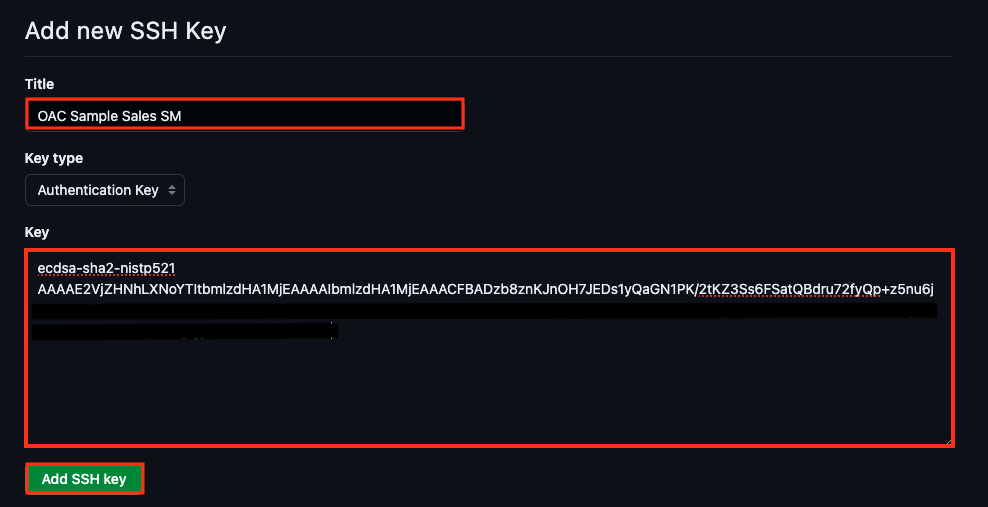 Add new SSH Key
Title
OAC Sample Sales SM
Key type
Authentication Key
Key
ecdsa-sha2-nistp521
AAAAE2VjZHNhLXNoYTItbmlzdHA1MjEAAAAIbmlzdHA1MjEAAACFBADzb8znKJnOH7JEDs1yQaGN1PK/2tKZ3Ss6FSatQBdru72fyQp+z5nu6j
Add SSH key